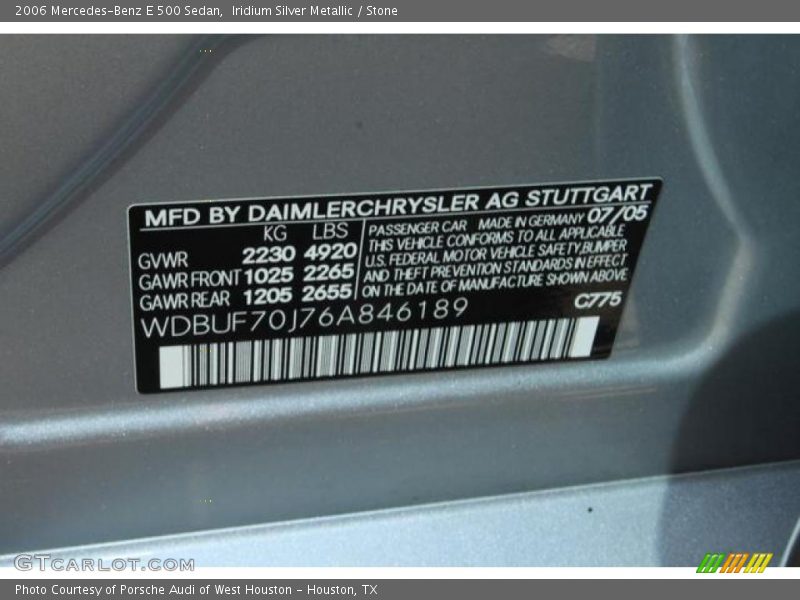 2006 Mercedes-Benz E 500 Sedan,  Iridium Silver Metallic / Stone
MFD BY DAIMLERCHRYSLER AG STUTTGART
KG LBS
GVWR 2230 4920
GAWR FRONT 1025 2265
GAWR REAR 1205 2655
PASSENGER CAR MADE IN GERMANY 07/05
THIS VEHICLE CONFORMS TO ALL APPLICABLE
U.S. FEDERAL MOTOR VEHICLE SAFETY, BUMPER
AND THEFT PREVENTION STANDARDS IN EFFECT
ON THE DATE OF MANUFACTURE SHOWN ABOVE
WDBUF70J76A846189 C775
GTCARLOT.COM
Photo Courtesy of Porsche Audi of West Houston - Houston, TX